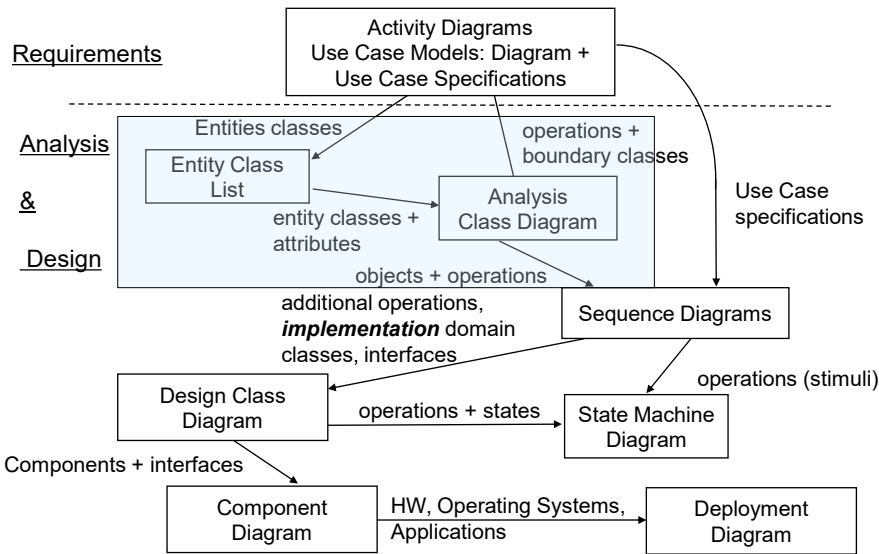 Activity Diagrams
Use Case Models: Diagram +
Use Case Specifications
Requirements
Analysis
&
Design
Entities classes
operations +
boundary classes
Entity Class
List
Analysis
Class Diagram
Use Case
specifications
entity classes +
attributes
objects + operations
additional operations,
implementation domain
classes, interfaces
Sequence Diagrams
operations (stimuli)
Design Class
Diagram
operations + states
State Machine
Diagram
Components + interfaces
Component
Diagram
HW, Operating Systems,
Applications
Deployment
Diagram